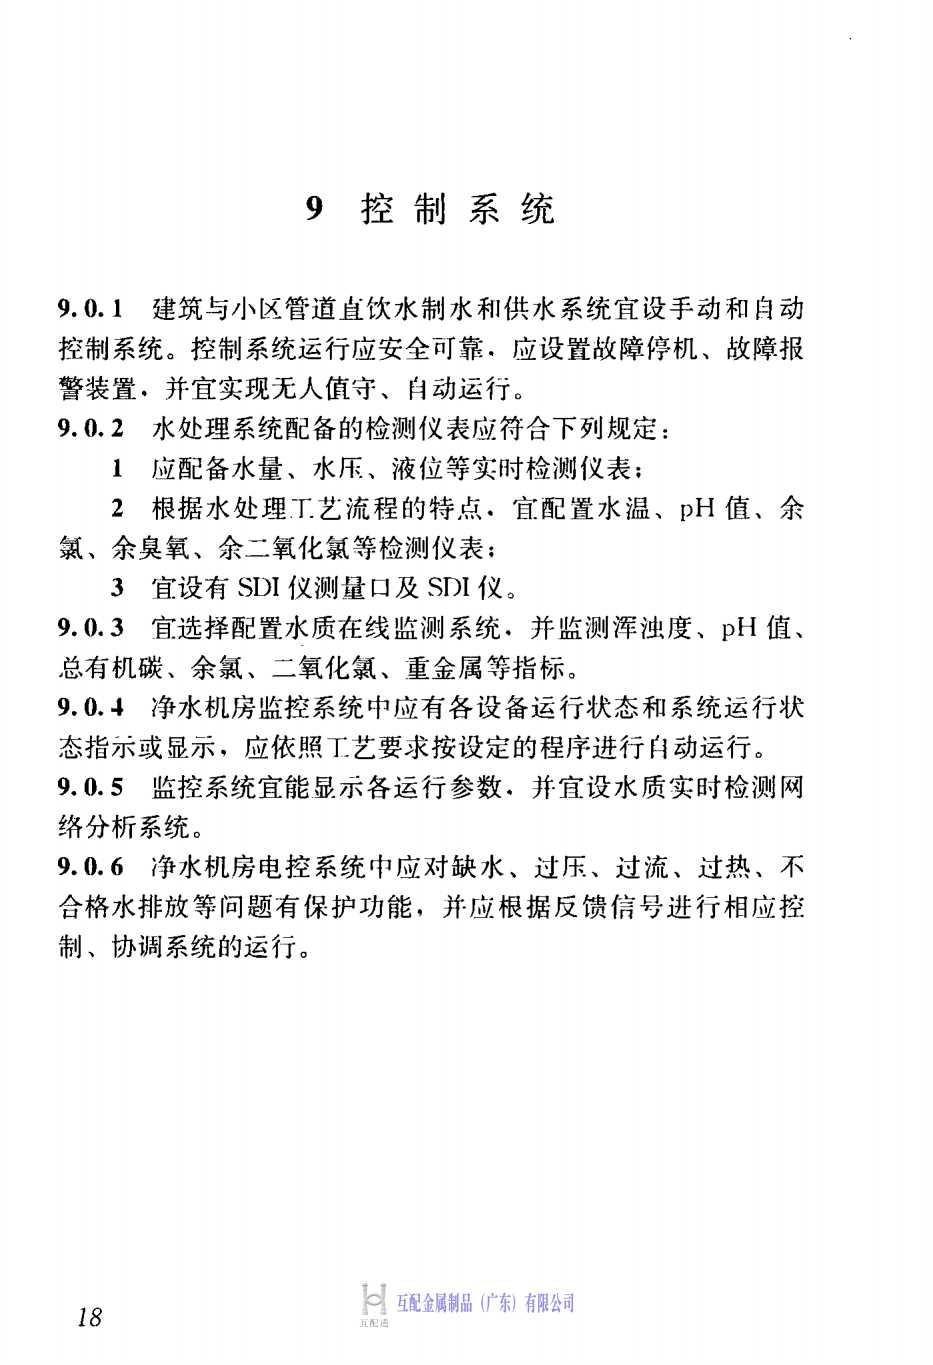 9 控制系统
9.0.1 建筑与小区管道直饮水制水和供水系统宜设手动和自动
控制系统。控制系统运行应安全可靠，应设置故障停机、故障报
警装置，并宜实现无人值守、自动运行。
9.0.2 水处理系统配备的检测仪表应符合下列规定：
1 应配备水量、水压、液位等实时检测仪表；
2 根据水处理工艺流程的特点，宜配置水温、pH 值、余
氯、余臭氧、余二氧化氯等检测仪表；
3 宜设有 SDI 仪测量口及 SDI 仪。
9.0.3 宜选择配置水质在线监测系统，并监测浑浊度、pH 值、
总有机碳、余氯、二氧化氯、重金属等指标。
9.0.4 净水机房监控系统中应有各设备运行状态和系统运行状
态指示或显示，应依照工艺要求按设定的程序进行自动运行。
9.0.5 监控系统宜能显示各运行参数，并宜设水质实时检测网
络分析系统。
9.0.6 净水机房电控系统中应对缺水、过压、过流、过热、不
合格水排放等问题有保护功能，并应根据反馈信号进行相应控
制、协调系统的运行。
18
互配金属制品（广东）有限公司
互配通